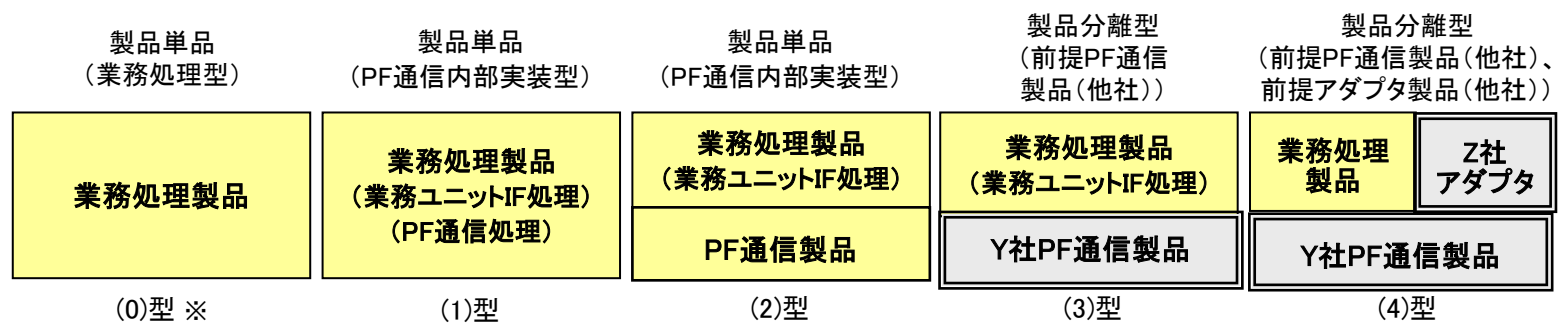 製品単品
（業務処理型）
業務処理製品
(0)型 ※
製品単品
（PF通信内部実装型）
業務処理製品
（業務ユニットIF処理）
（PF通信処理）
(1)型
製品単品
（PF通信内部実装型）
業務処理製品
（業務ユニットIF処理）
PF通信製品
(2)型
製品分離型
（前提PF通信
製品（他社））
業務処理製品
（業務ユニットIF処理）
Y社PF通信製品
(3)型
製品分離型
（前提PF通信製品（他社）、
前提アダプタ製品（他社））
業務処理
製品
Z社
アダプタ
Y社PF通信製品
(4)型